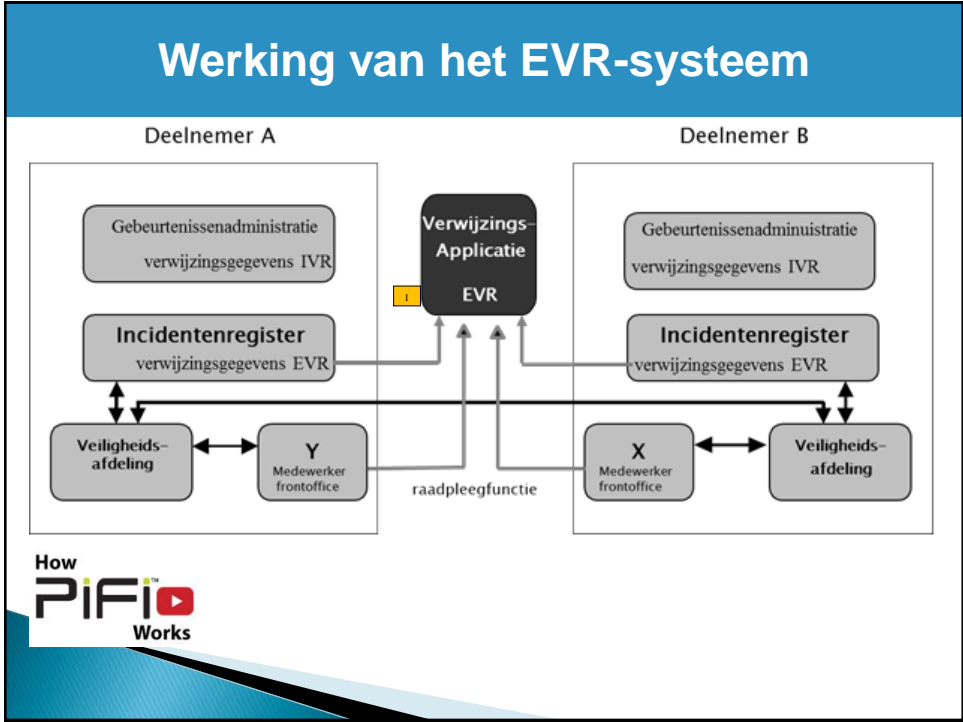 Werking van het EVR-systeem
Deelnemer A
Deelnemer B
Gebeurtenissenadministratie
verwijzingsgegevens IVR
Verwijzings-
Applicatie
EVR
1
Gebeurtenissenadminuistratie
verwijzingsgegevens IVR
Incidentenregister
verwijzingsgegevens EVR
Incidentenregister
verwijzingsgegevens EVR
Veiligheids-
afdeling
Y
Medewerker
frontoffice
raadpleegfunctie
X
Medewerker
frontoffice
Veiligheids-
afdeling
How
PiFi™
Works